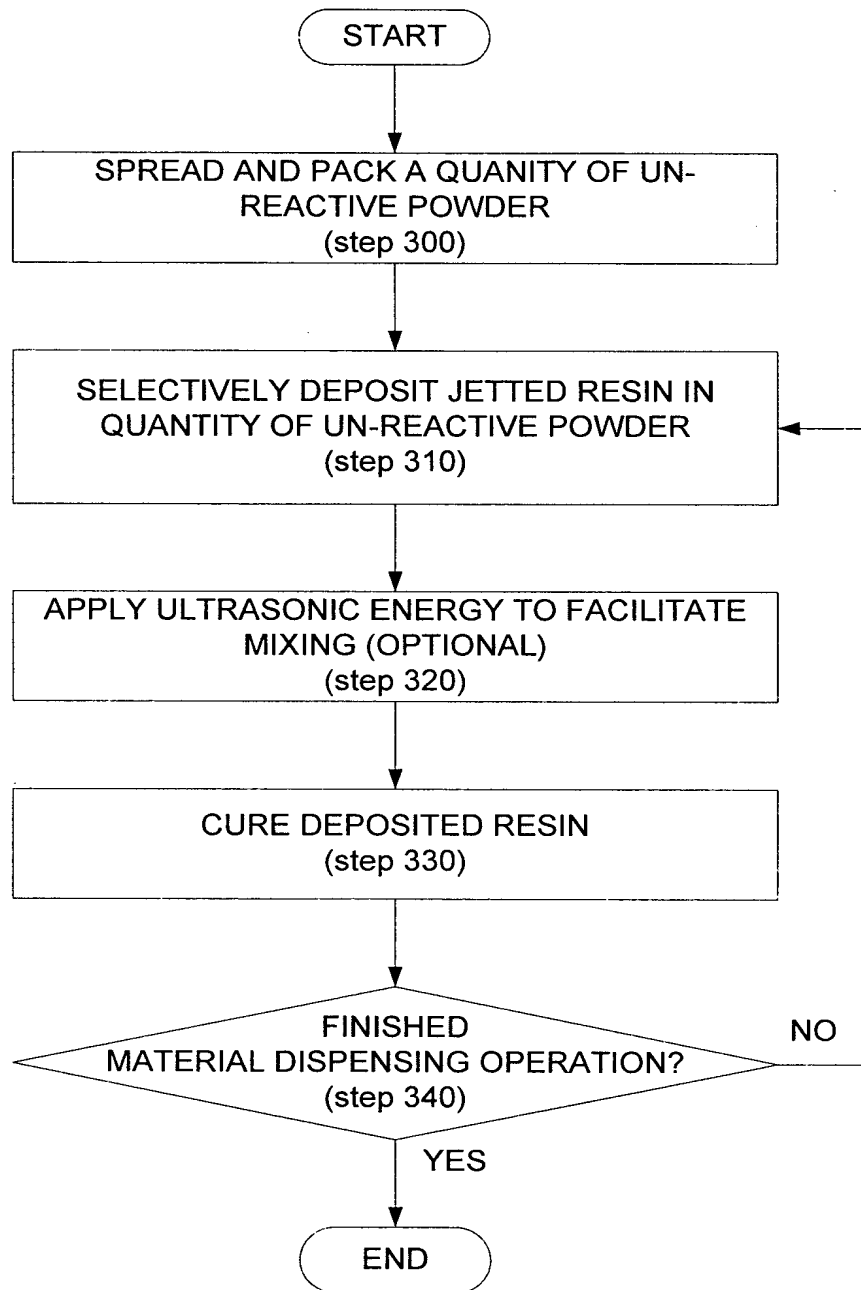 START
SPREAD AND PACK A QUANITY OF UN-
REACTIVE POWDER
(step 300)
SELECTIVELY DEPOSIT JETTED RESIN IN
QUANTITY OF UN-REACTIVE POWDER
(step 310)
APPLY ULTRASONIC ENERGY TO FACILITATE
MIXING (OPTIONAL)
(step 320)
CURE DEPOSITED RESIN
(step 330)
FINISHED
MATERIAL DISPENSING OPERATION?
(step 340)
NO
YES
END